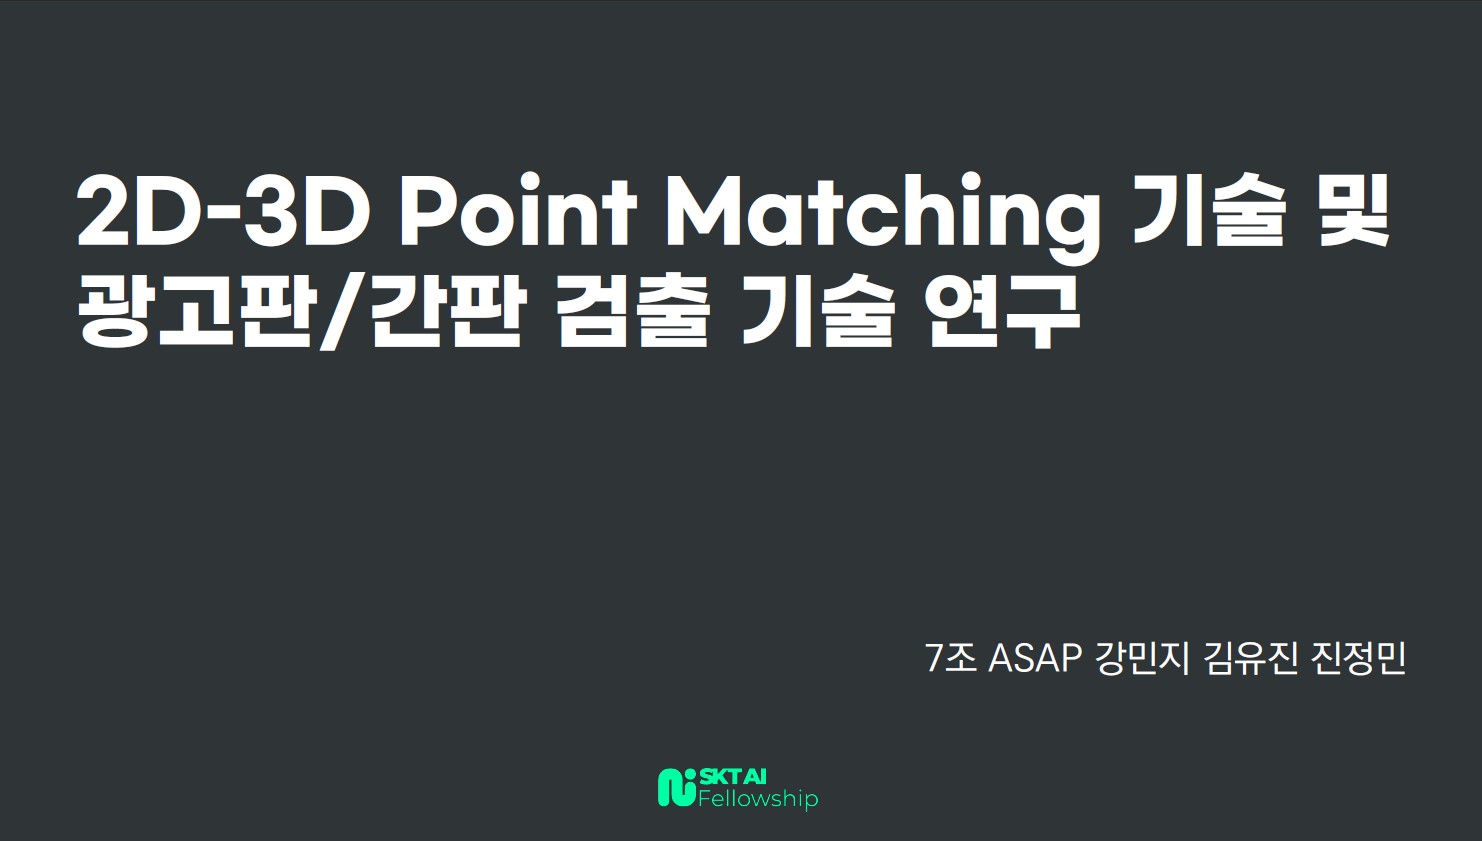 2D-3D Point Matching 기술 및
광고판/간판 검출 기술 연구
7조 ASAP 강민지 김유진 진정민
SKT AI
Fellowship